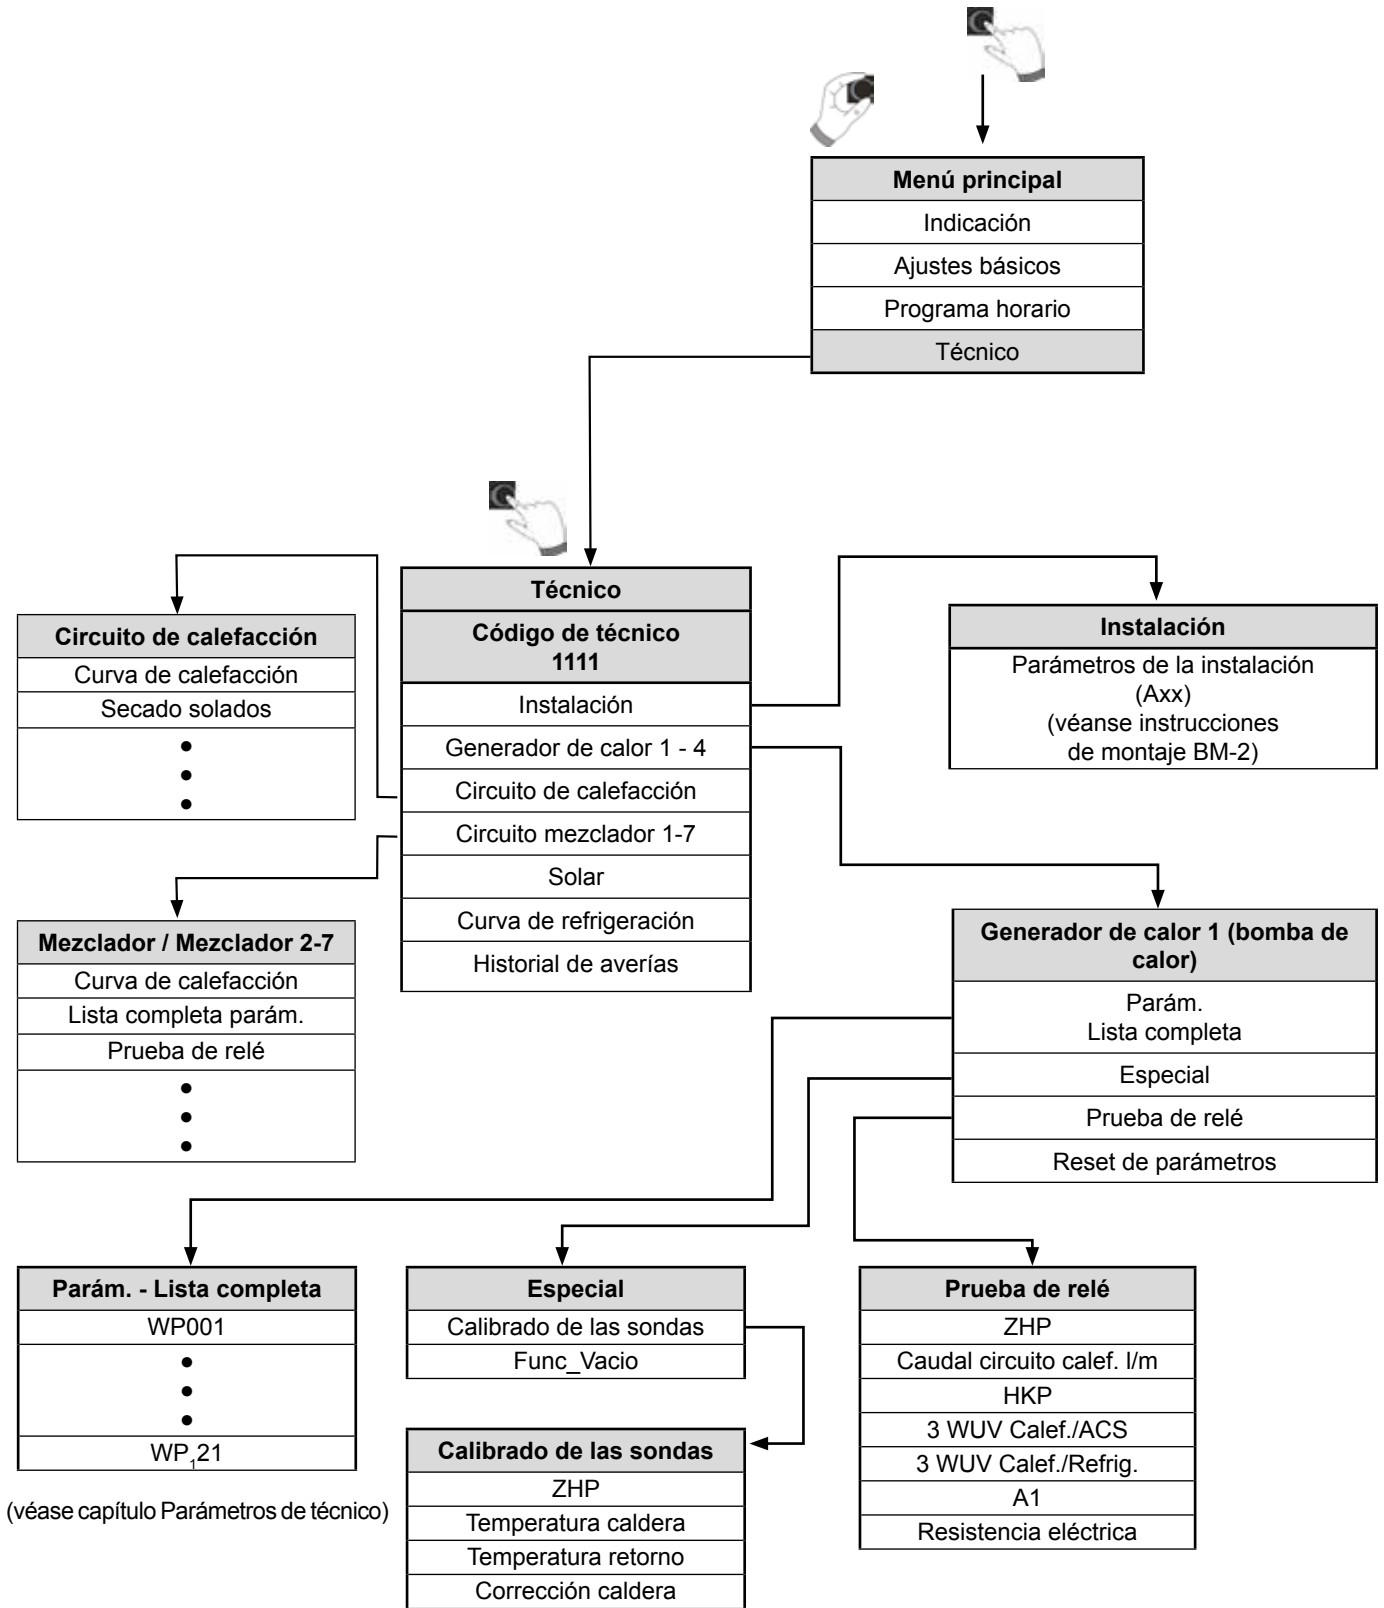 Menú principal
Indicación
Ajustes básicos
Programa horario
Técnico
Técnico
Código de técnico
1111
Instalación
Generador de calor 1 - 4
Circuito de calefacción
Circuito mezclador 1-7
Solar
Curva de refrigeración
Historial de averías
Circuito de calefacción
Curva de calefacción
Secado solados
Mezclador / Mezclador 2-7
Curva de calefacción
Lista completa parám.
Prueba de relé
Instalación
Parámetros de la instalación
(Axx)
(véanse instrucciones
de montaje BM-2)
Generador de calor 1 (bomba de
calor)
Parám.
Lista completa
Especial
Prueba de relé
Reset de parámetros
Parám. - Lista completa
WP001
WP121
(véase capítulo Parámetros de técnico)
Especial
Calibrado de las sondas
Func_Vacio
Calibrado de las sondas
ZHP
Temperatura caldera
Temperatura retorno
Corrección caldera
Prueba de relé
ZHP
Caudal circuito calef. l/m
HKP
3 WUV Calef./ACS
3 WUV Calef./Refrig.
A1
Resistencia eléctrica